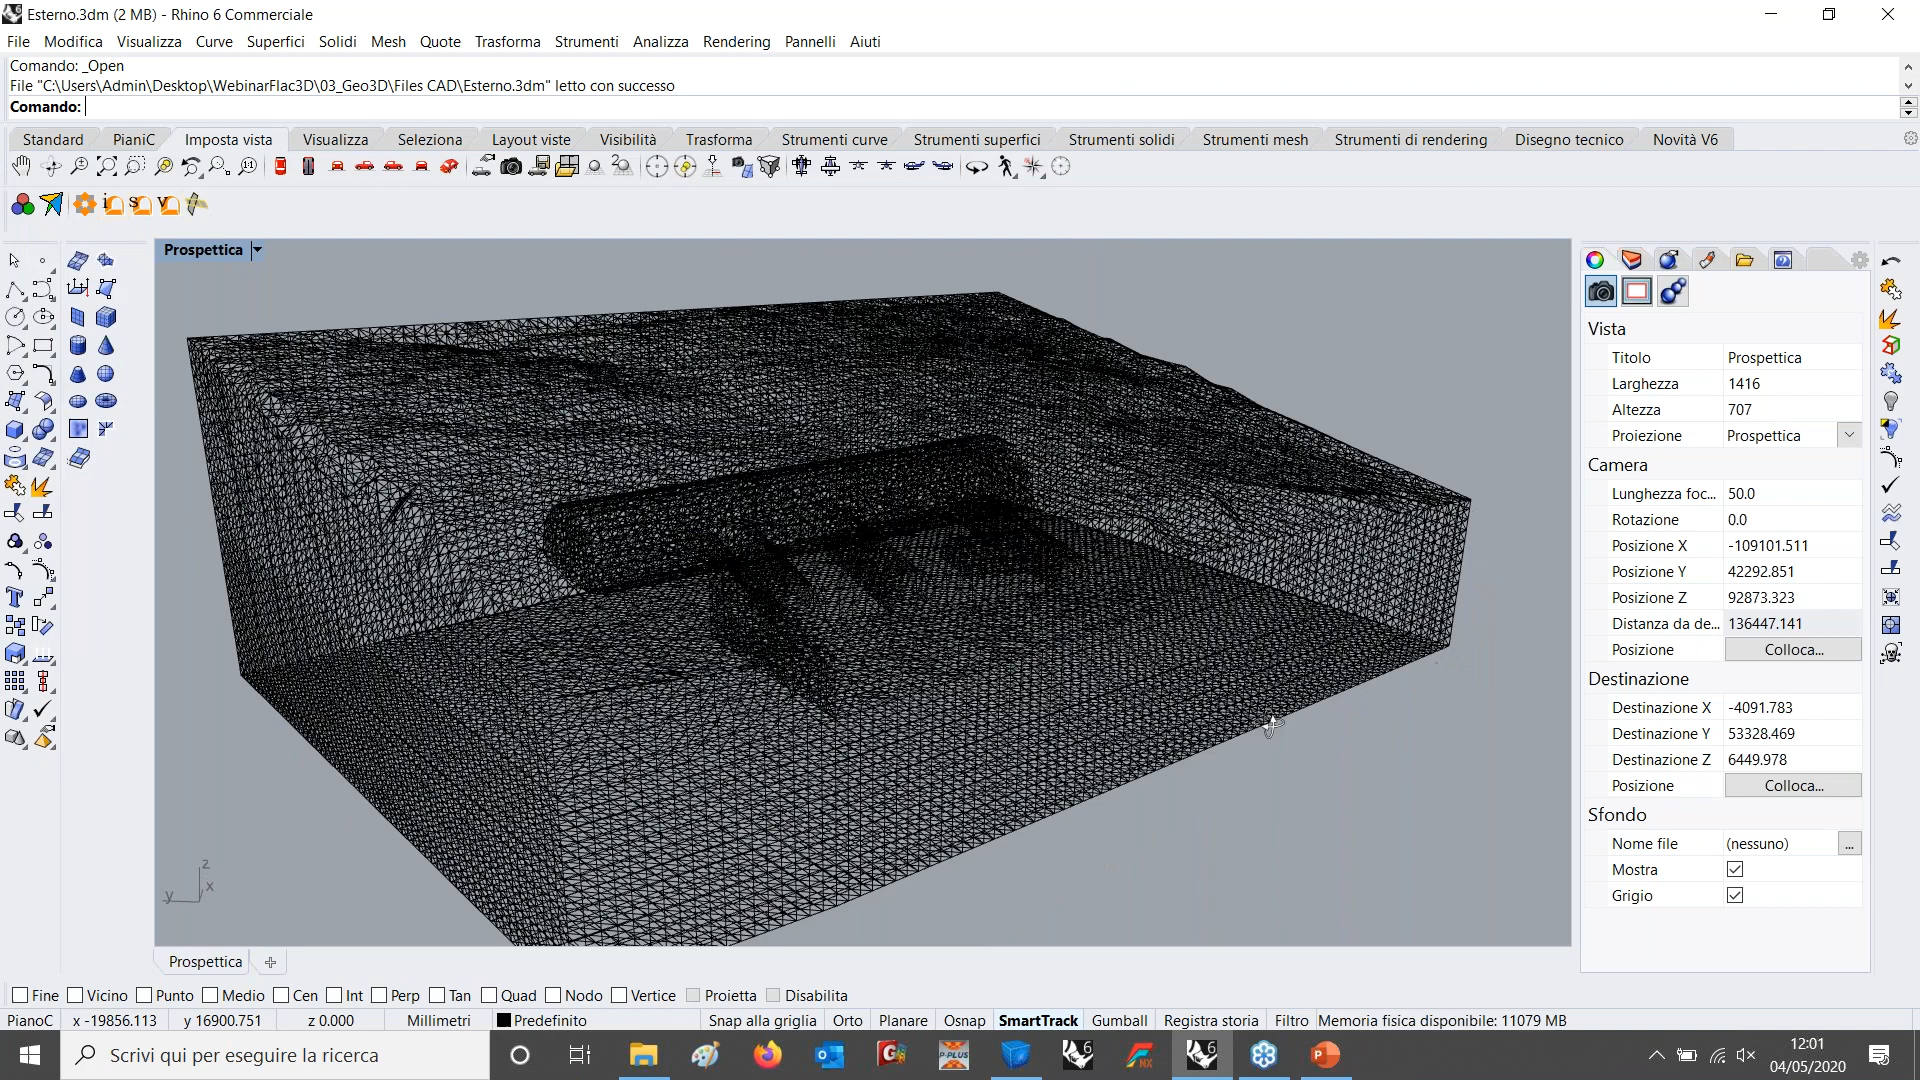 Esterno.3dm (2 MB) - Rhino 6 Commerciale
File Modifica Visualizza Curve Superfici Solidi Mesh Quote Trasforma Strumenti Analizza Rendering Pannelli Aiuti
Comando: _Open
File "C:\Users\Admin\Desktop\WebinarFlac3D\03_Geo3D\Files CAD\Esterno.3dm" letto con successo
Comando:
Standard PianiC Imposta vista Visualizza Seleziona Layout viste Visibilità Trasforma Strumenti curve Strumenti superfici Strumenti solidi Strumenti mesh Strumenti di rendering Disegno tecnico Novità V6
Prospettica
Vista
Titolo Prospettica
Larghezza 1416
Altezza 707
Proiezione Prospettica
Camera
Lunghezza foc... 50.0
Rotazione 0.0
Posizione X -109101.511
Posizione Y 42292.851
Posizione Z 92873.323
Distanza da de... 136447.141
Posizione Colloca...
Destinazione
Destinazione X -4091.783
Destinazione Y 53328.469
Destinazione Z 6449.978
Posizione Colloca...
Sfondo
Nome file (nessuno) ...
Mostra
Grigio
z
y x
Prospettica
Fine Vicino Punto Medio Cen Int Perp Tan Quad Nodo Vertice Proietta Disabilita
PianoC x -19856.113 y 16900.751 z 0.000 Millimetri Predefinito Snap alla griglia Orto Planare Osnap SmartTrack Gumball Registra storia Filtro Memoria fisica disponibile: 11079 MB
Scrivi qui per eseguire la ricerca
12:01
04/05/2020